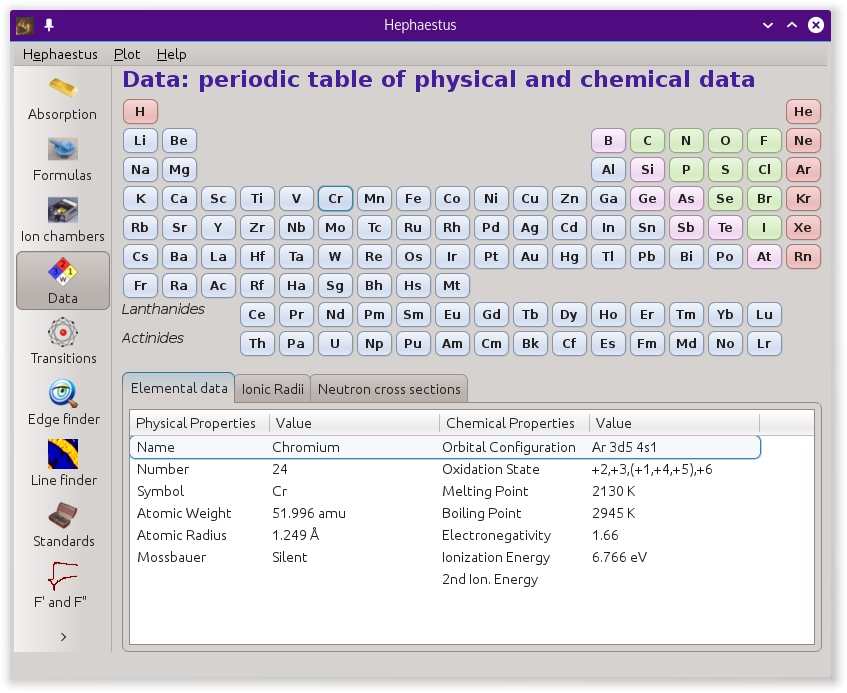 Hephaestus
Hephaestus Plot Help
Absorption
Formulas
Ion chambers
Data
Transitions
Edge finder
Line finder
Standards
F' and F"
Data: periodic table of physical and chemical data
H He
Li Be B C N O F Ne
Na Mg Al Si P S Cl Ar
K Ca Sc Ti V Cr Mn Fe Co Ni Cu Zn Ga Ge As Se Br Kr
Rb Sr Y Zr Nb Mo Tc Ru Rh Pd Ag Cd In Sn Sb Te I Xe
Cs Ba La Hf Ta W Re Os Ir Pt Au Hg Tl Pb Bi Po At Rn
Fr Ra Ac Rf Ha Sg Bh Hs Mt
Lanthanides Ce Pr Nd Pm Sm Eu Gd Tb Dy Ho Er Tm Yb Lu
Actinides Th Pa U Np Pu Am Cm Bk Cf Es Fm Md No Lr
Elemental data Ionic Radii Neutron cross sections
Physical Properties Value Chemical Properties Value
Name Chromium Orbital Configuration Ar 3d5 4s1
Number 24 Oxidation State +2,+3,(+1,+4,+5),+6
Symbol Cr Melting Point 2130 K
Atomic Weight 51.996 amu Boiling Point 2945 K
Atomic Radius 1.249 Å Electronegativity 1.66
Mossbauer Silent Ionization Energy 6.766 eV
2nd Ion. Energy